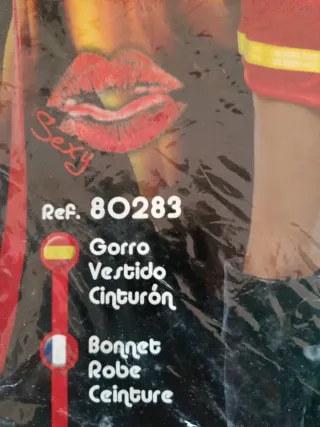 Sexy
Ref. 80283
Gorro
Vestido
Cinturón
Bonnet
Robe
Ceinture